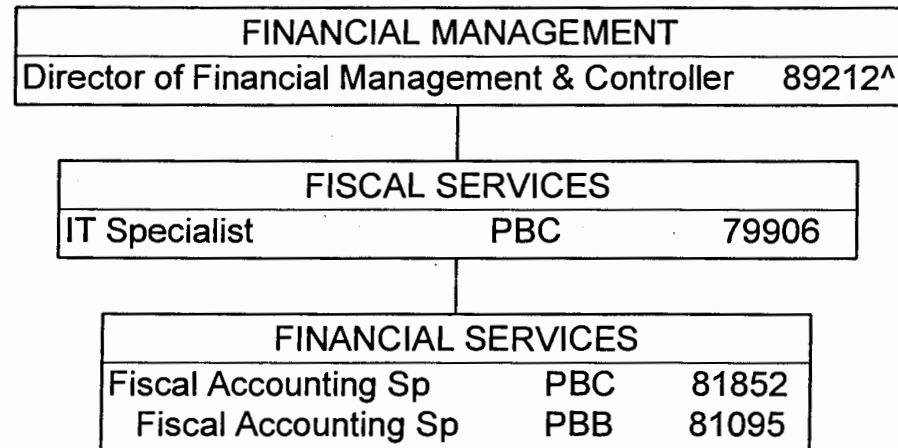 FINANCIAL MANAGEMENT
Director of Financial Management & Controller 89212^
FISCAL SERVICES
IT Specialist PBC 79906
FINANCIAL SERVICES
Fiscal Accounting Sp PBC 81852
Fiscal Accounting Sp PBB 81095